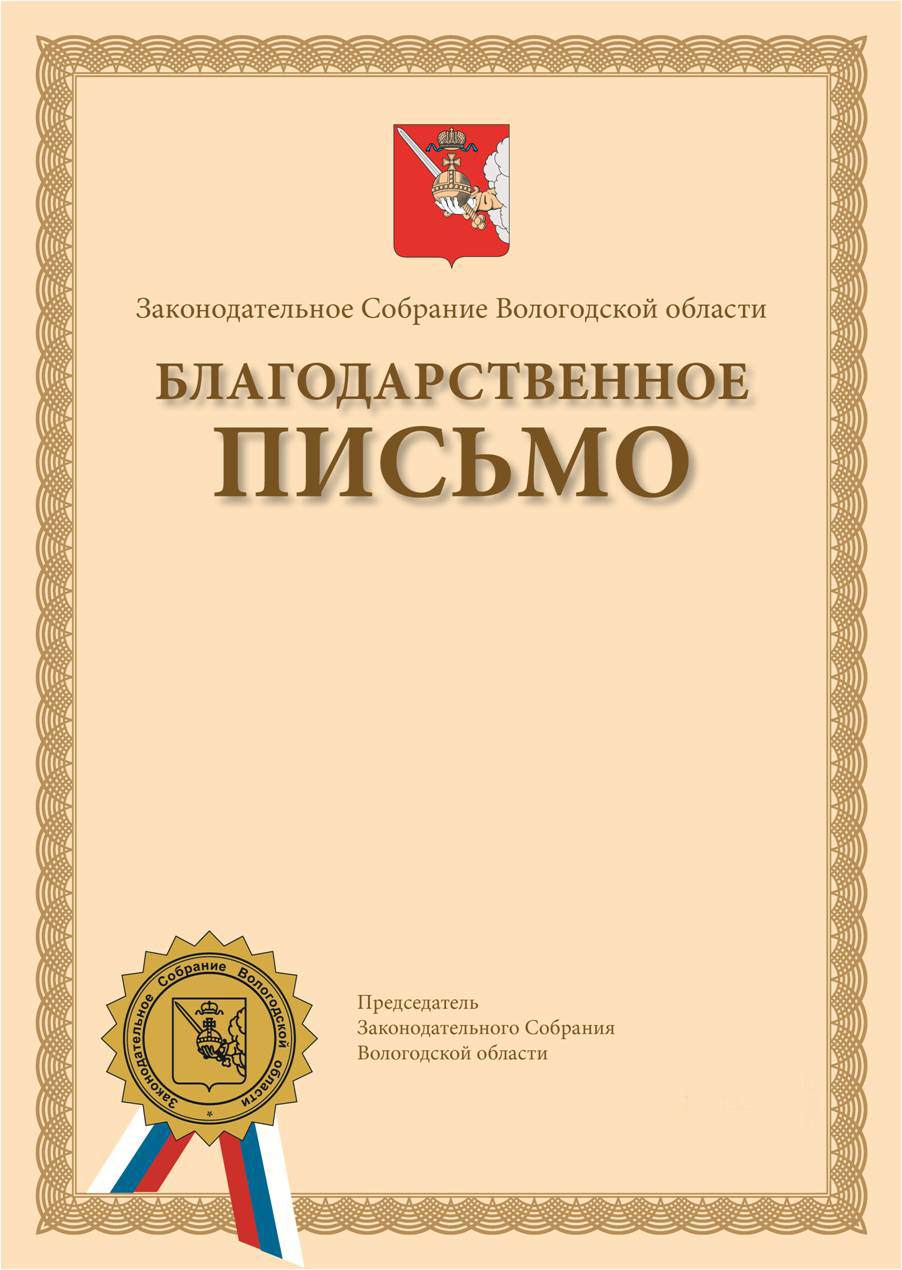 Законодательное Собрание Вологодской области
БЛАГОДАРСТВЕННОЕ
ПИСЬМО
Законодательное Собрание Вологодской области
*
Председатель
Законодательного Собрания
Вологодской области